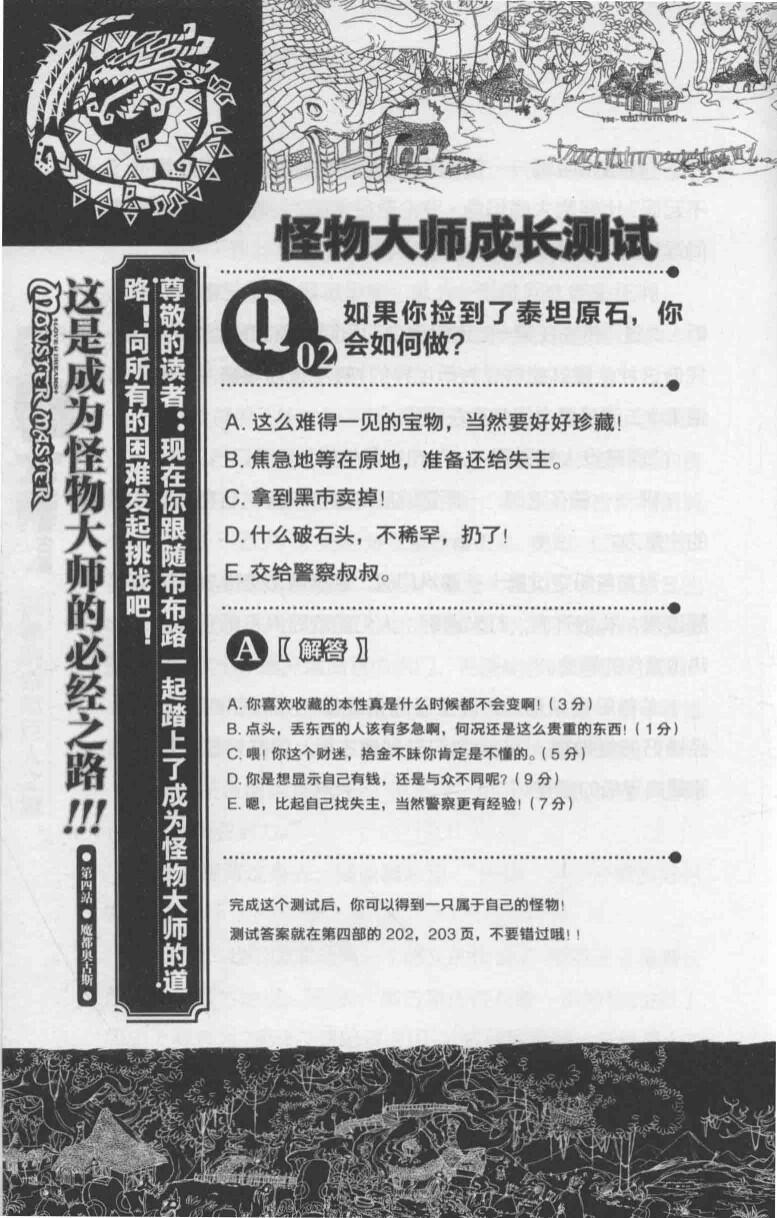 怪物大师成长测试
Q02
如果你捡到了泰坦原石，你
会如何做？
A. 这么难得一见的宝物，当然要好好珍藏！
B. 焦急地等在原地，准备还给失主。
C. 拿到黑市卖掉！
D. 什么破石头，不稀罕，扔了！
E. 交给警察叔叔。
A 〖 解答 〗
A. 你喜欢收藏的本性真是什么时候都不会变啊！（3 分）
B. 点头，丢东西的人该有多急啊，何况还是这么贵重的东西！（1 分）
C. 喂！你这个财迷，拾金不昧你肯定是不懂的。（5 分）
D. 你是想显示自己有钱，还是与众不同呢？（9 分）
E. 嗯，比起自己找失主，当然警察更有经验！（7 分）
完成这个测试后，你可以得到一只属于自己的怪物！
测试答案就在第四部的 202，203 页，不要错过哦！！
尊敬的读者：现在你跟随布布路一起踏上了成为怪物大师的道
路！向所有的困难发起挑战吧！
这是成为怪物大师的必经之路!!!
MONSTER MASTER
●第四站●魔都奥古斯●